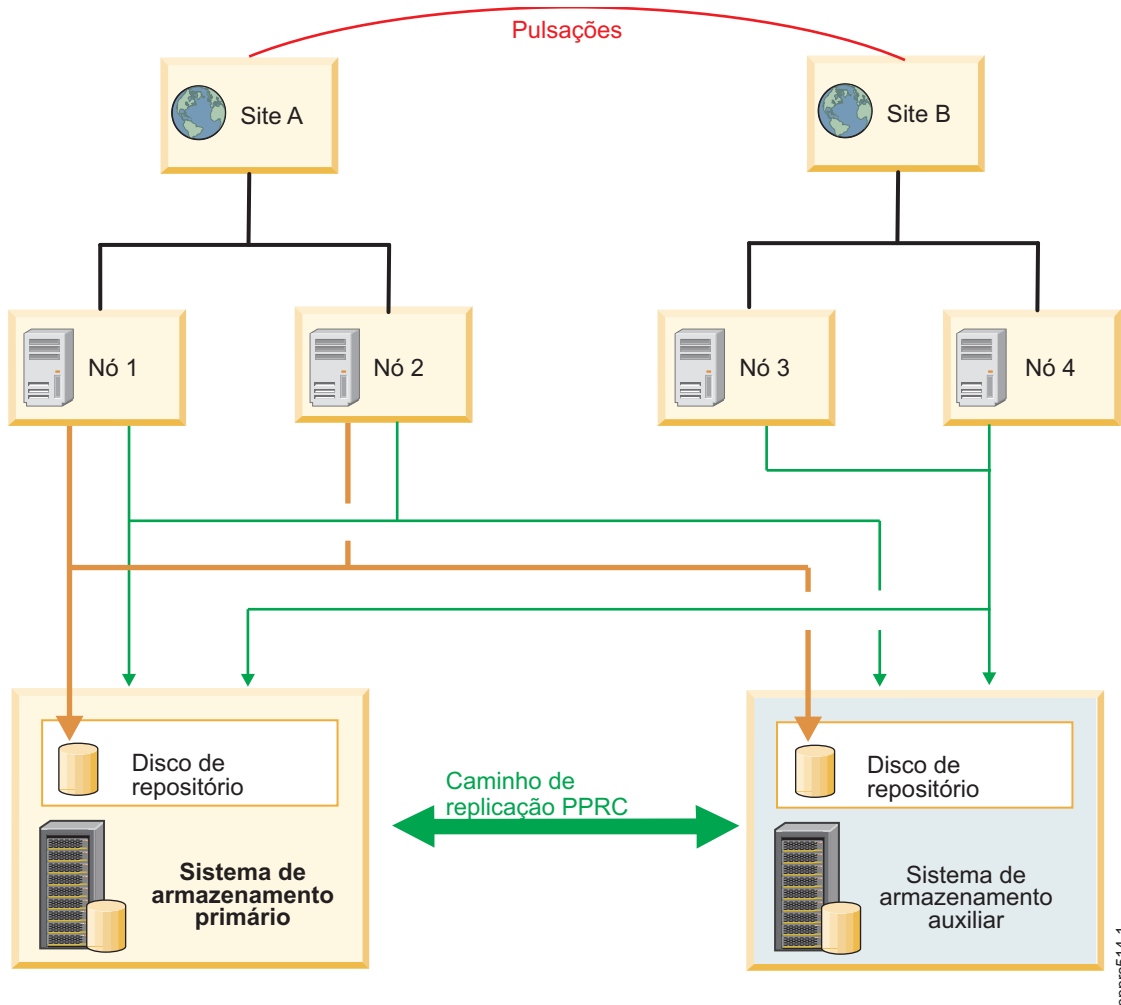 Pulsações
Site A
Site B
Nó 1
Nó 2
Nó 3
Nó 4
Disco de
repositório
Disco de
repositório
Caminho de
replicação PPRC
Sistema de
armazenamento
primário
Sistema de
armazenamento
auxiliar